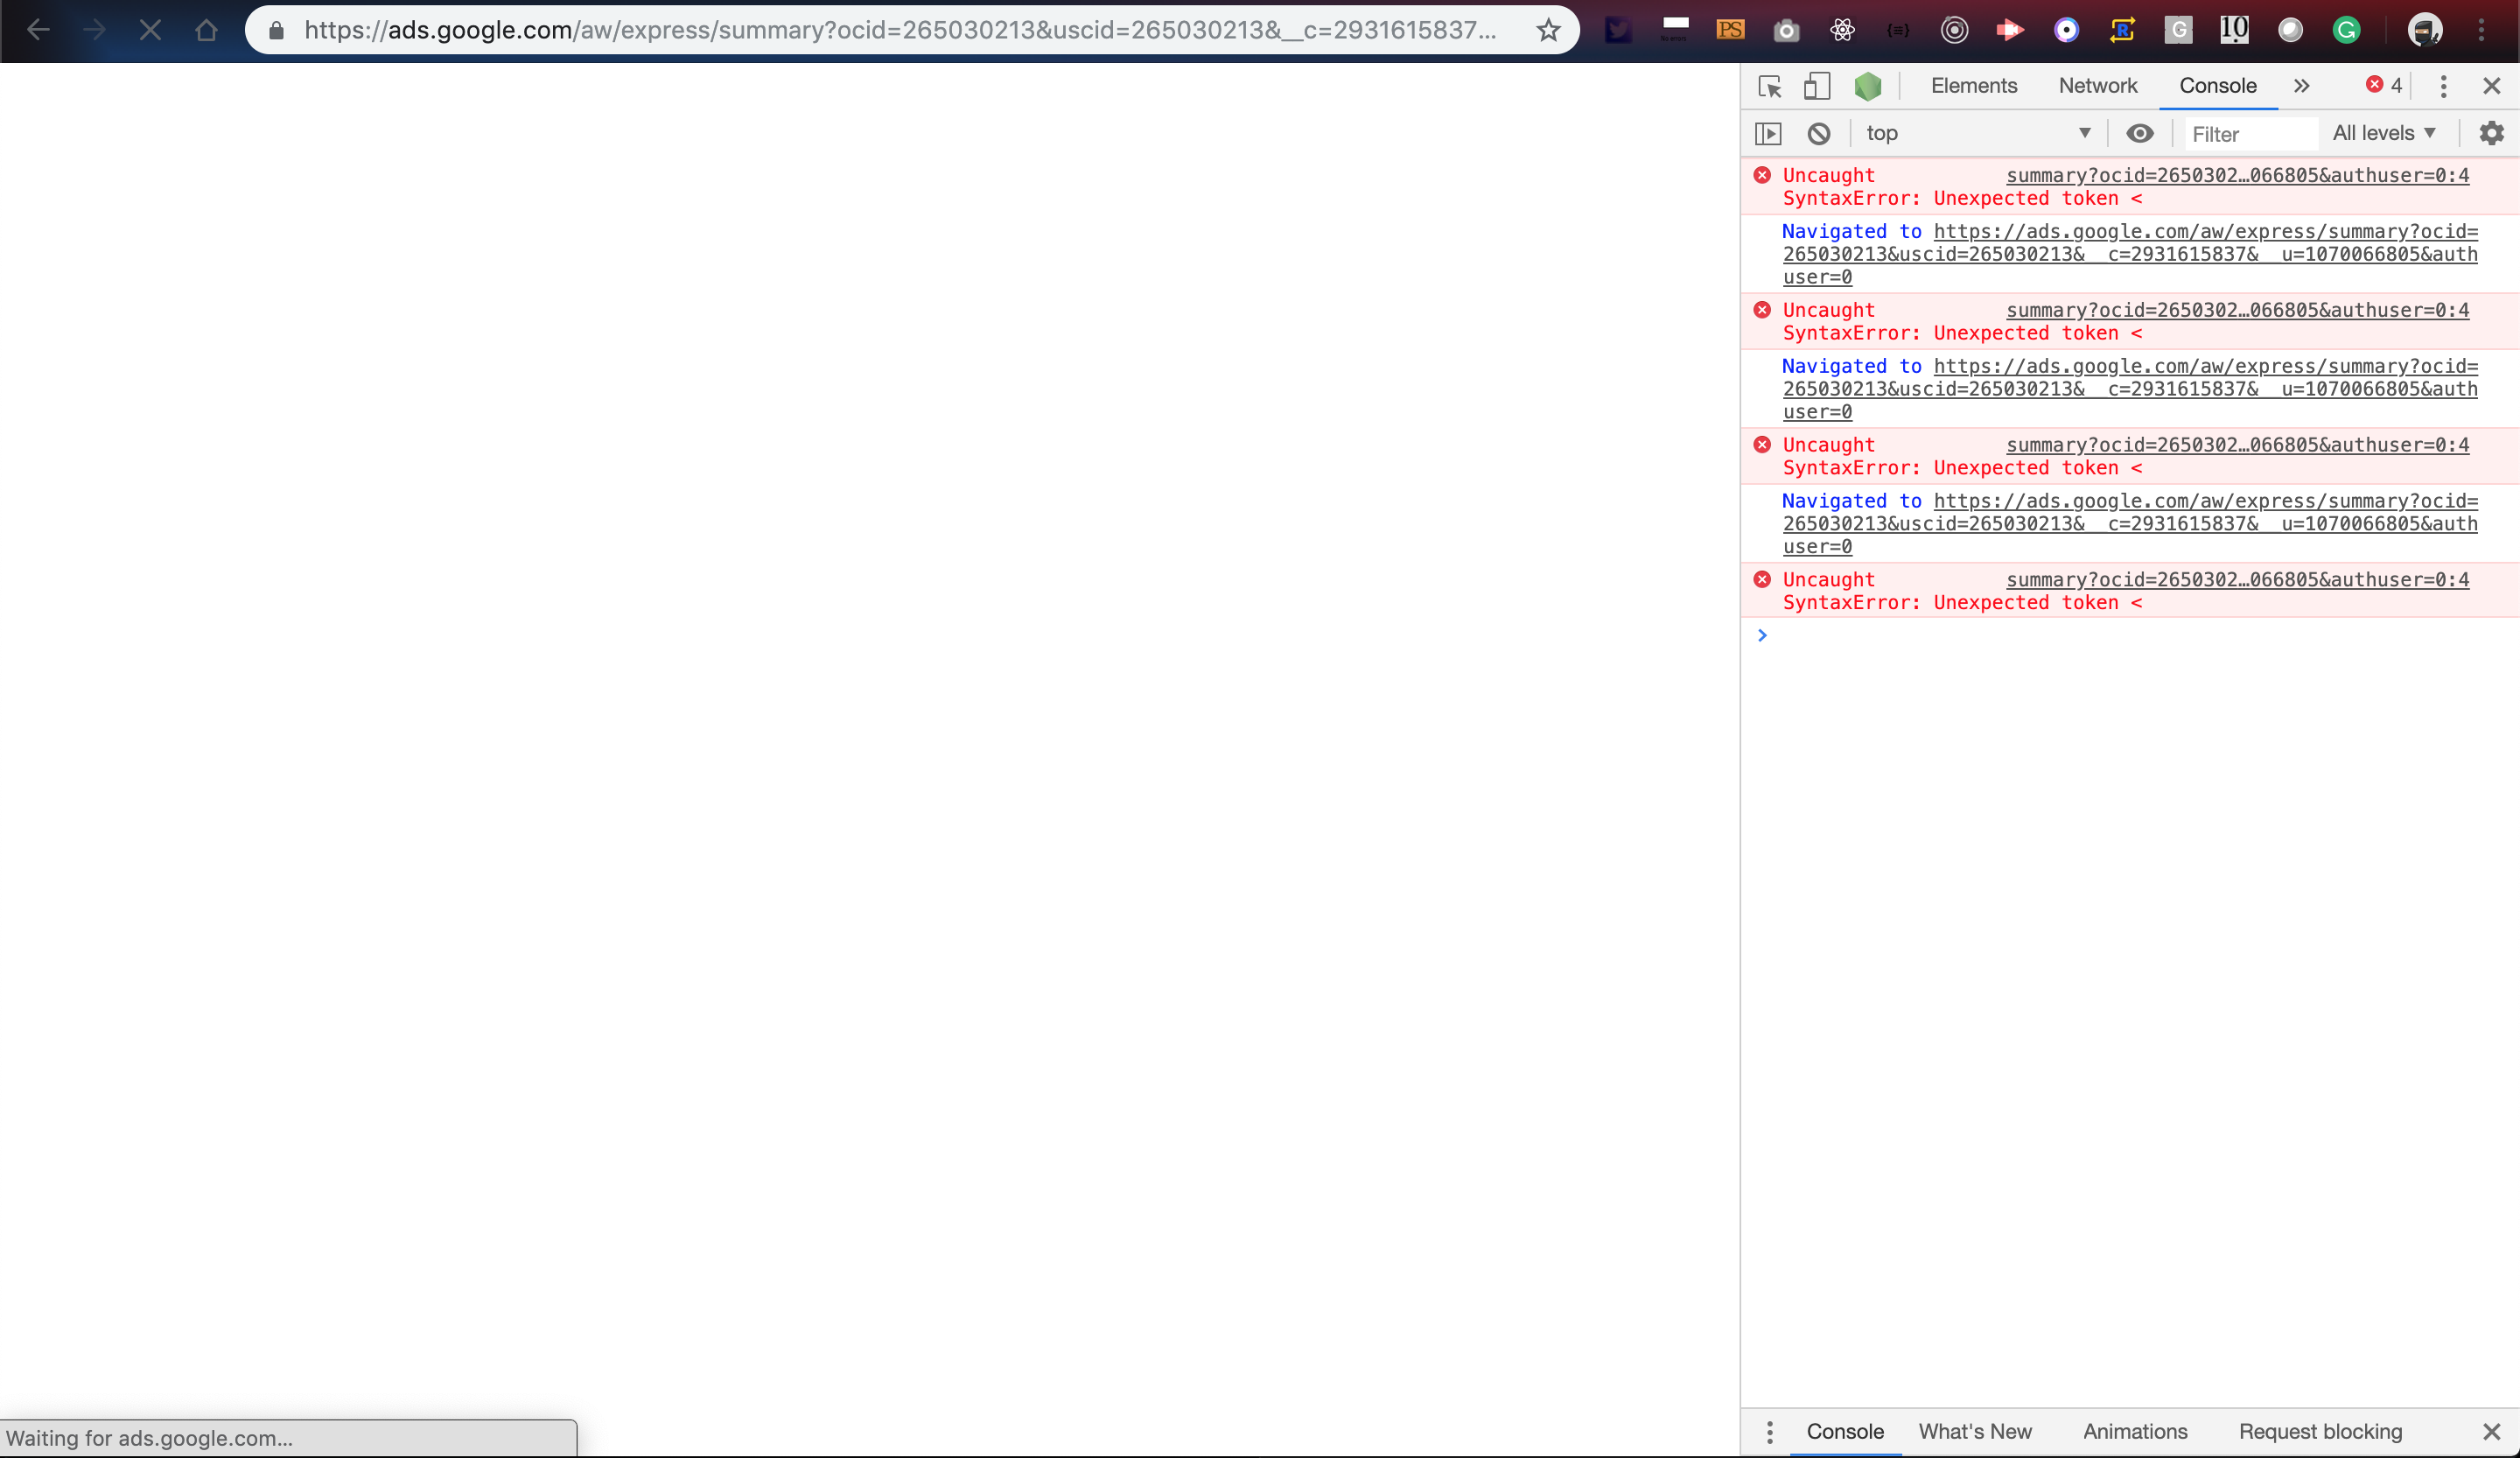 https://ads.google.com/aw/express/summary?ocid=265030213&uscid=265030213&__c=2931615837...
PS
G
10
G
Elements Network Console 4
top Filter All levels
Uncaught summary?ocid=2650302…066805&authuser=0:4
SyntaxError: Unexpected token <
Navigated to https://ads.google.com/aw/express/summary?ocid=
265030213&uscid=265030213&__c=2931615837&__u=1070066805&auth
user=0
Uncaught summary?ocid=2650302…066805&authuser=0:4
SyntaxError: Unexpected token <
Navigated to https://ads.google.com/aw/express/summary?ocid=
265030213&uscid=265030213&__c=2931615837&__u=1070066805&auth
user=0
Uncaught summary?ocid=2650302…066805&authuser=0:4
SyntaxError: Unexpected token <
Navigated to https://ads.google.com/aw/express/summary?ocid=
265030213&uscid=265030213&__c=2931615837&__u=1070066805&auth
user=0
Uncaught summary?ocid=2650302…066805&authuser=0:4
SyntaxError: Unexpected token <
Waiting for ads.google.com...
Console What's New Animations Request blocking